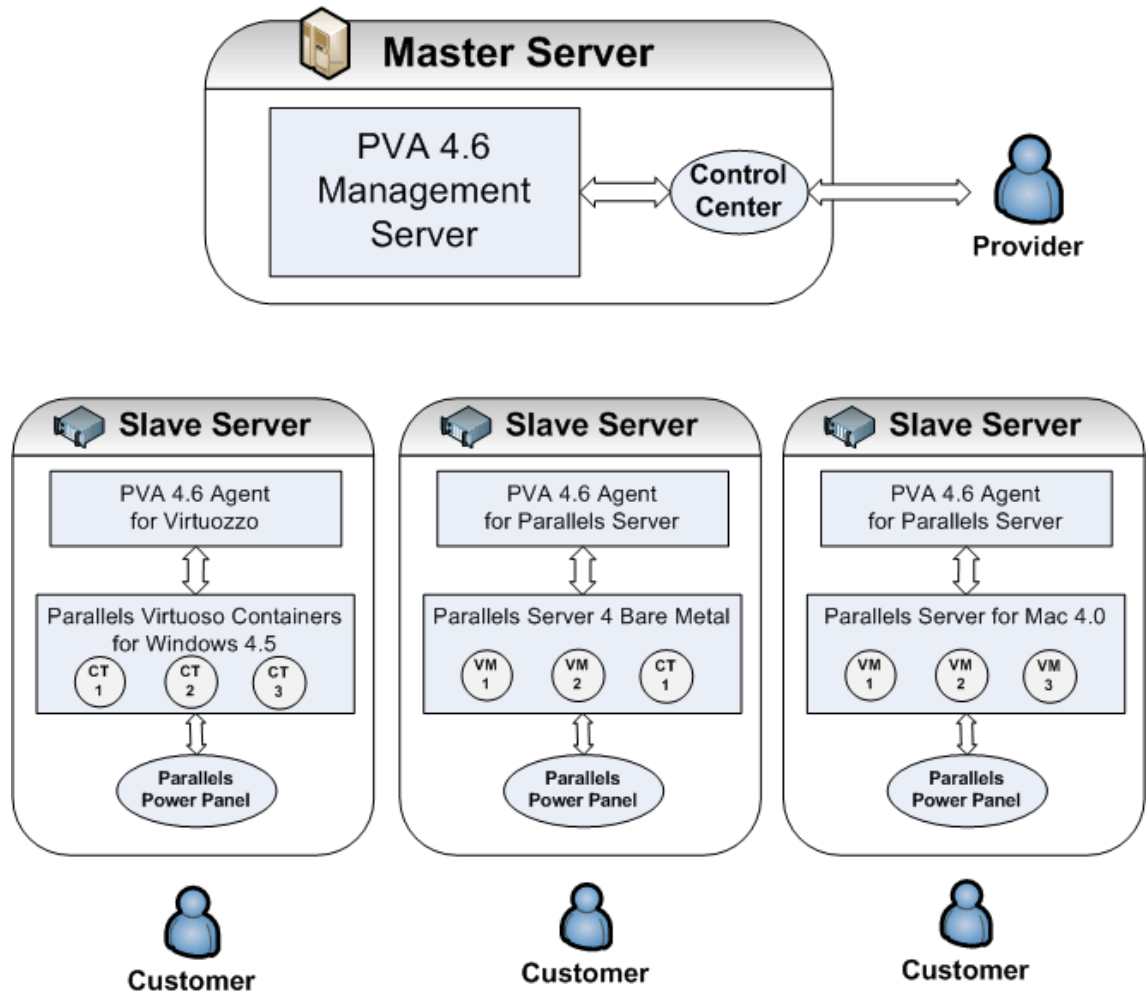 Master Server
PVA 4.6
Management
Server
Control
Center
Provider
Slave Server
PVA 4.6 Agent
for Virtuozzo
Parallels Virtuoso Containers
for Windows 4.5
CT
1
CT
2
CT
3
Parallels
Power Panel
Customer
Slave Server
PVA 4.6 Agent
for Parallels Server
Parallels Server 4 Bare Metal
VM
1
VM
2
CT
1
Parallels
Power Panel
Customer
Slave Server
PVA 4.6 Agent
for Parallels Server
Parallels Server for Mac 4.0
VM
1
VM
2
VM
3
Parallels
Power Panel
Customer